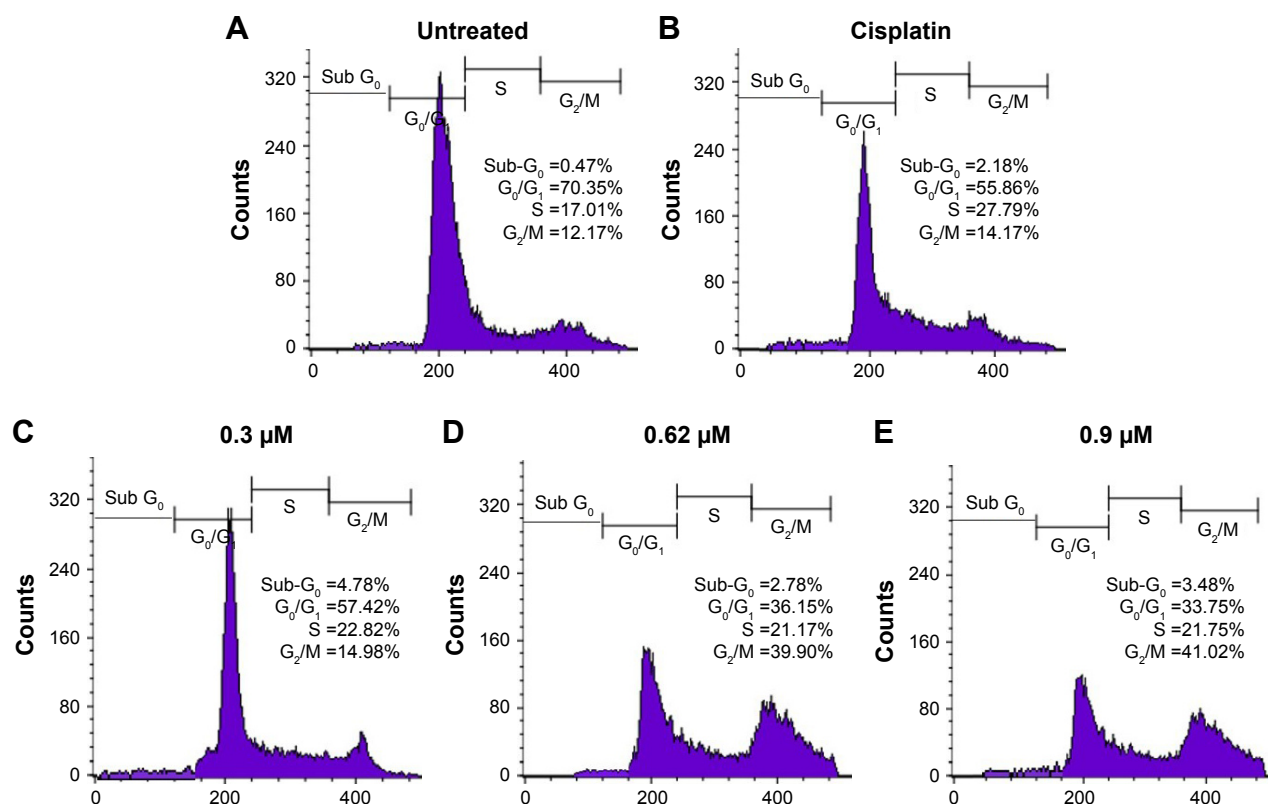 A
Untreated
320
240
160
80
0
Counts
Sub G₀
G₀/G
S
G₂/M
Sub-G₀ =0.47%
G₀/G₁ =70.35%
S =17.01%
G₂/M =12.17%
0 200 400
B
Cisplatin
320
240
160
80
0
Counts
Sub G₀
G₀/G₁
S
G₂/M
Sub-G₀ =2.18%
G₀/G₁ =55.86%
S =27.79%
G₂/M =14.17%
0 200 400
C
0.3 µM
320
240
160
80
0
Counts
Sub G₀
G₀/G
S
G₂/M
Sub-G₀ =4.78%
G₀/G₁ =57.42%
S =22.82%
G₂/M =14.98%
0 200 400
D
0.62 µM
320
240
160
80
0
Counts
Sub G₀
G₀/G₁
S
G₂/M
Sub-G₀ =2.78%
G₀/G₁ =36.15%
S =21.17%
G₂/M =39.90%
0 200 400
E
0.9 µM
320
240
160
80
0
Counts
Sub G₀
G₀/G₁
S
G₂/M
Sub-G₀ =3.48%
G₀/G₁ =33.75%
S =21.75%
G₂/M =41.02%
0 200 400